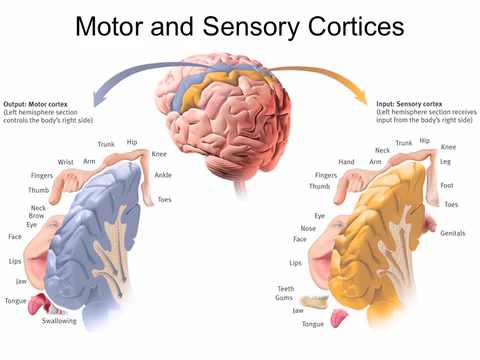 Motor and Sensory Cortices
Output: Motor cortex
(Left hemisphere section
controls the body's right side)
Input: Sensory cortex
(Left hemisphere section receives
input from the body's right side)
Trunk
Hip
Wrist
Arm
Knee
Fingers
Ankle
Thumb
Toes
Neck
Brow
Eye
Face
Lips
Jaw
Tongue
Swallowing
Trunk
Hip
Neck
Knee
Hand
Arm
Leg
Fingers
Thumb
Foot
Toes
Eye
Nose
Genitals
Face
Lips
Teeth
Gums
Jaw
Tongue